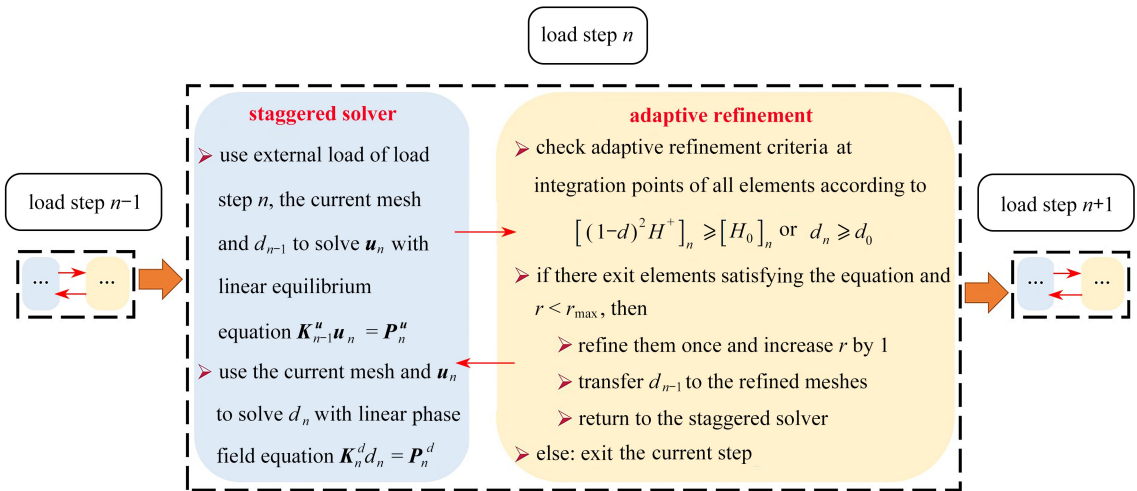 load step n
load step n−1
...
...
staggered solver
➢ use external load of load
step n, the current mesh
and dₙ₋₁ to solve uₙ with
linear equilibrium
equation Kᵘₙ₋₁uₙ = Pᵘₙ
➢ use the current mesh and uₙ
to solve dₙ with linear phase
field equation Kₙᵈdₙ = Pₙᵈ
adaptive refinement
➢ check adaptive refinement criteria at
integration points of all elements according to
[(1−d)²H⁺]ₙ ⩾ [H₀]ₙ or dₙ ⩾ d₀
➢ if there exit elements satisfying the equation and
r < rₘₐₓ, then
➢ refine them once and increase r by 1
➢ transfer dₙ₋₁ to the refined meshes
➢ return to the staggered solver
➢ else: exit the current step
load step n+1
...
...